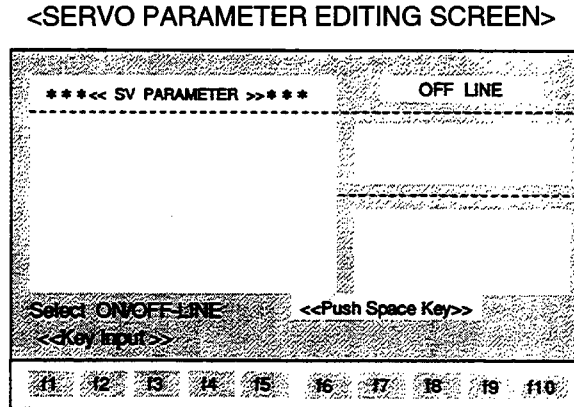 <SERVO PARAMETER EDITING SCREEN>
***<< SV PARAMETER >>*** OFF LINE
Select ON/OFF-LINE <<Push Space Key>>
<<Key Input>>
f1 f2 f3 f4 f5 f6 f7 f8 f9 f10